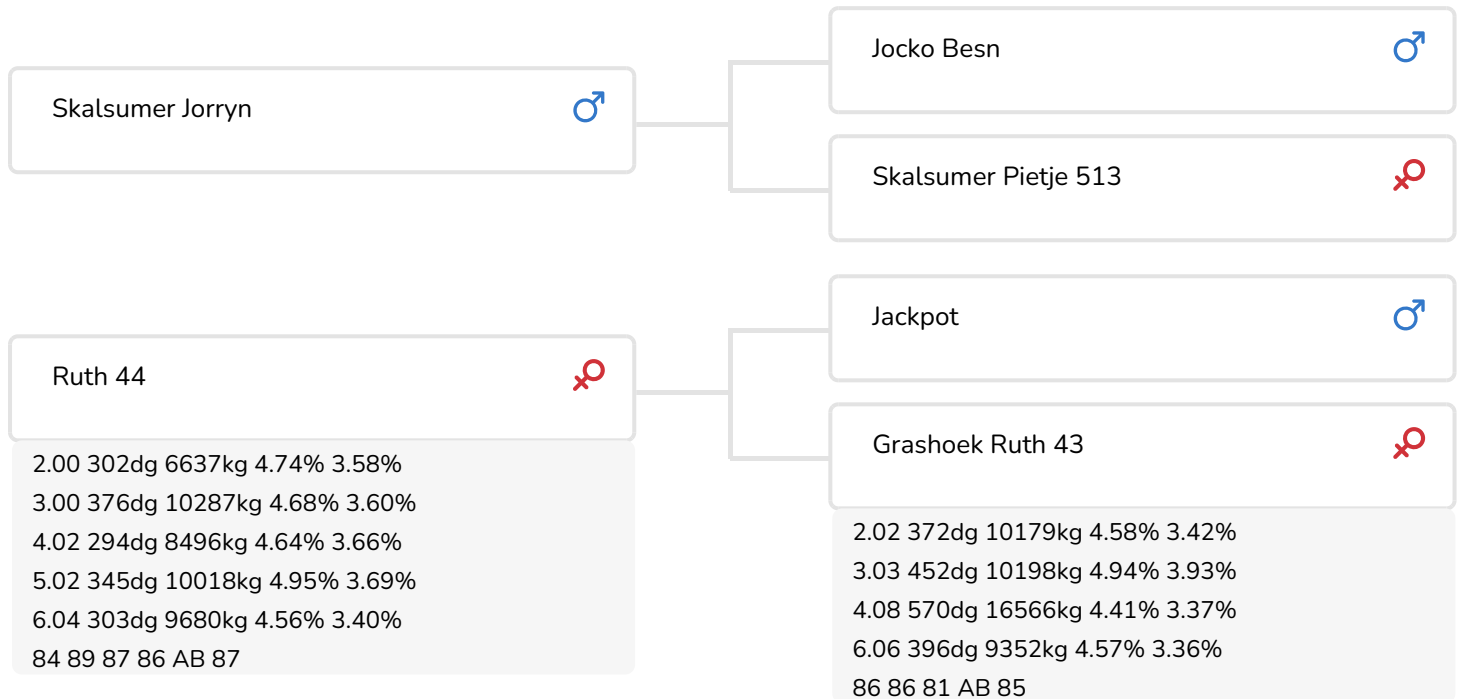 Jocko Besn
Skalsumer Jorryn
Skalsumer Pietje 513
Jackpot
Ruth 44
Grashoek Ruth 43
2.00 302dg 6637kg 4.74% 3.58%
3.00 376dg 10287kg 4.68% 3.60%
4.02 294dg 8496kg 4.64% 3.66%
5.02 345dg 10018kg 4.95% 3.69%
6.04 303dg 9680kg 4.56% 3.40%
84 89 87 86 AB 87
2.02 372dg 10179kg 4.58% 3.42%
3.03 452dg 10198kg 4.94% 3.93%
4.08 570dg 16566kg 4.41% 3.37%
6.06 396dg 9352kg 4.57% 3.36%
86 86 81 AB 85